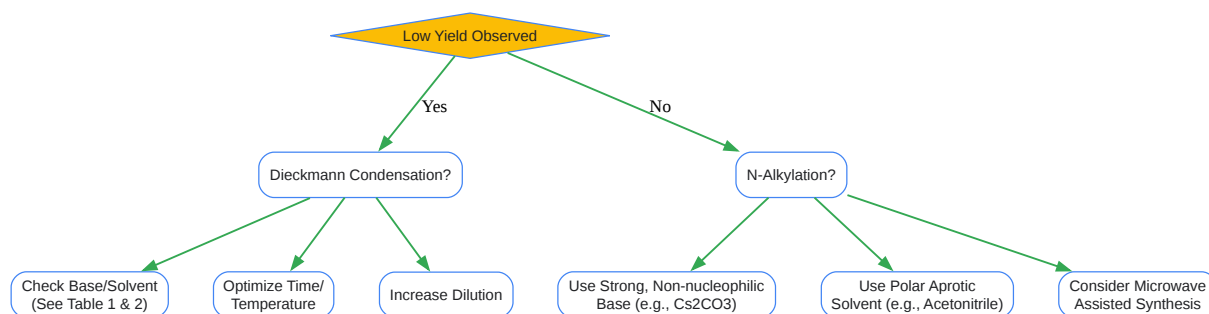 Low Yield Observed
Yes
No
Dieckmann Condensation?
N-Alkylation?
Check Base/Solvent
(See Table 1 & 2)
Optimize Time/
Temperature
Increase Dilution
Use Strong, Non-nucleophilic
Base (e.g., Cs2CO3)
Use Polar Aprotic
Solvent (e.g., Acetonitrile)
Consider Microwave
Assisted Synthesis